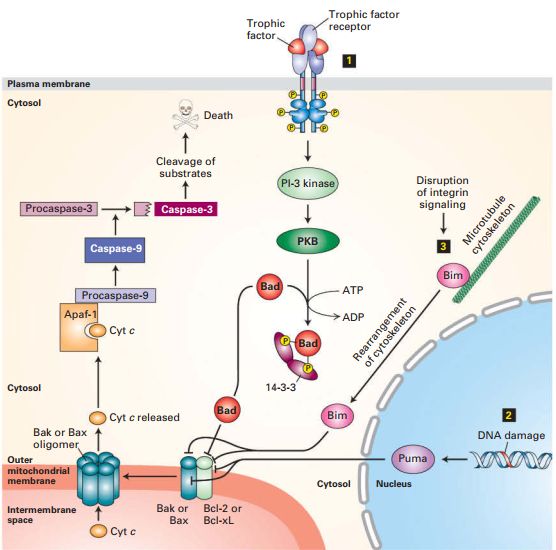 Trophic
factor
Trophic factor
receptor
1
Plasma membrane
Cytosol
P
P
P
P
P
P
Death
Cleavage of
substrates
Procaspase-3
Caspase-3
Caspase-9
Procaspase-9
Apaf-1
Cyt c
PI-3 kinase
PKB
Bad
ATP
ADP
P
Bad
P
14-3-3
Disruption
of integrin
signaling
3
Microtubule
cytoskeleton
Bim
Rearrangement
of cytoskeleton
Bim
Bad
Cytosol
Cyt c released
Bak or Bax
oligomer
Outer
mitochondrial
membrane
Intermembrane
space
Cyt c
Bak or
Bax
Bcl-2 or
Bcl-xL
Cytosol
Nucleus
Puma
2
DNA damage